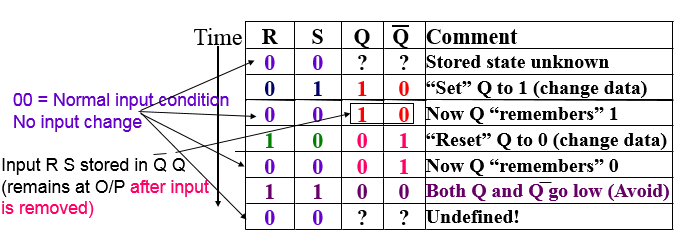 Time R S Q Q̅ Comment
0 0 ? ? Stored state unknown
0 1 1 0 “Set” Q to 1 (change data)
00 = Normal input condition
No input change
0 0 1 0 Now Q “remembers” 1
1 0 0 1 “Reset” Q to 0 (change data)
Input R S stored in Q̅ Q
(remains at O/P after input
is removed)
0 0 0 1 Now Q “remembers” 0
1 1 0 0 Both Q and Q̅ go low (Avoid)
0 0 ? ? Undefined!